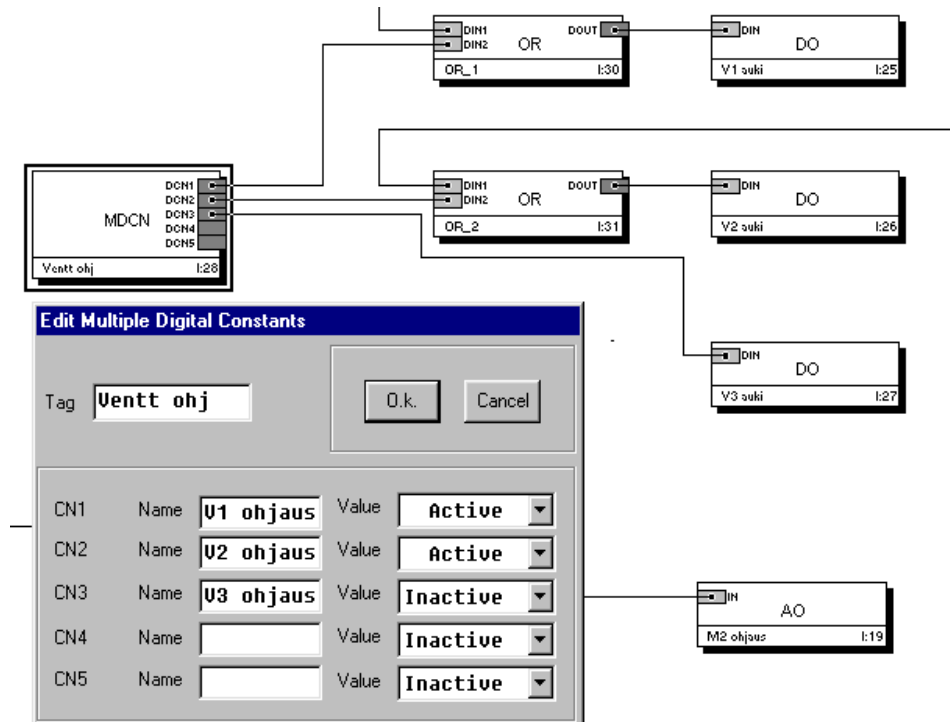 DIN1 DOUT
DIN2 OR
OR_1 I:30
DIN
DO
V1 auki I:25
DCN1
DCN2
MDCN DCN3
DCN4
DCN5
Ventt ohj I:28
DIN1 DOUT
DIN2 OR
OR_2 I:31
DIN
DO
V2 auki I:26
DIN
DO
V3 auki I:27
Edit Multiple Digital Constants
Tag Ventt ohj O.k. Cancel
CN1 Name V1 ohjaus Value Active
CN2 Name V2 ohjaus Value Active
CN3 Name V3 ohjaus Value Inactive
CN4 Name Value Inactive
CN5 Name Value Inactive
IN
AO
M2 ohjaus I:19